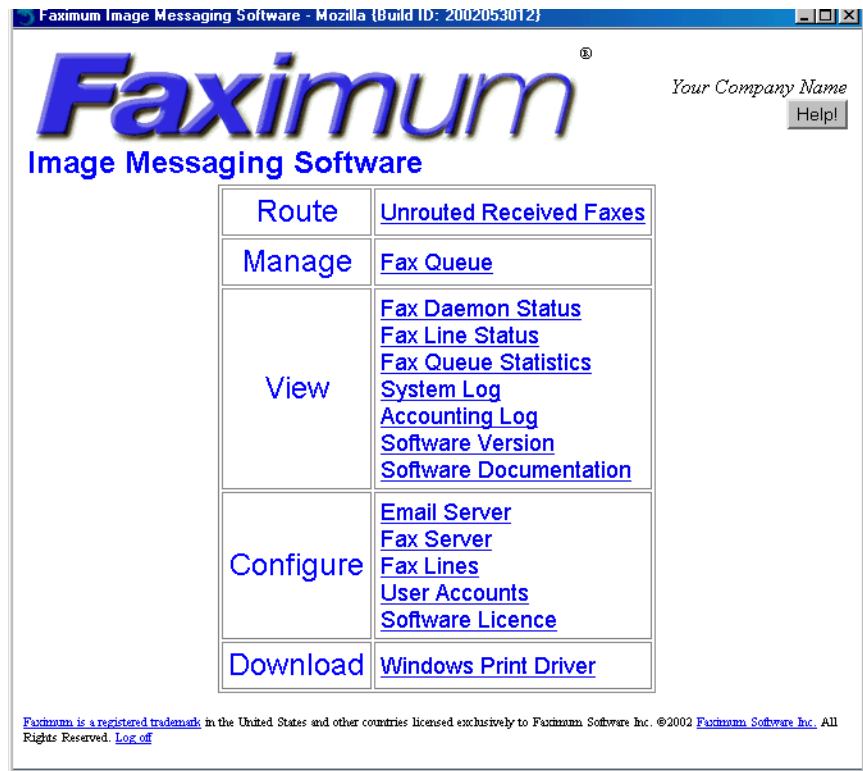 Faximum Image Messaging Software - Mozilla {Build ID: 2002053012}
Faximum®
Your Company Name
Help!
Image Messaging Software
Route
Unrouted Received Faxes
Manage
Fax Queue
View
Fax Daemon Status
Fax Line Status
Fax Queue Statistics
System Log
Accounting Log
Software Version
Software Documentation
Configure
Email Server
Fax Server
Fax Lines
User Accounts
Software Licence
Download
Windows Print Driver
Faximum is a registered trademark in the United States and other countries licensed exclusively to Faximum Software Inc. ©2002 Faximum Software Inc. All
Rights Reserved. Log off